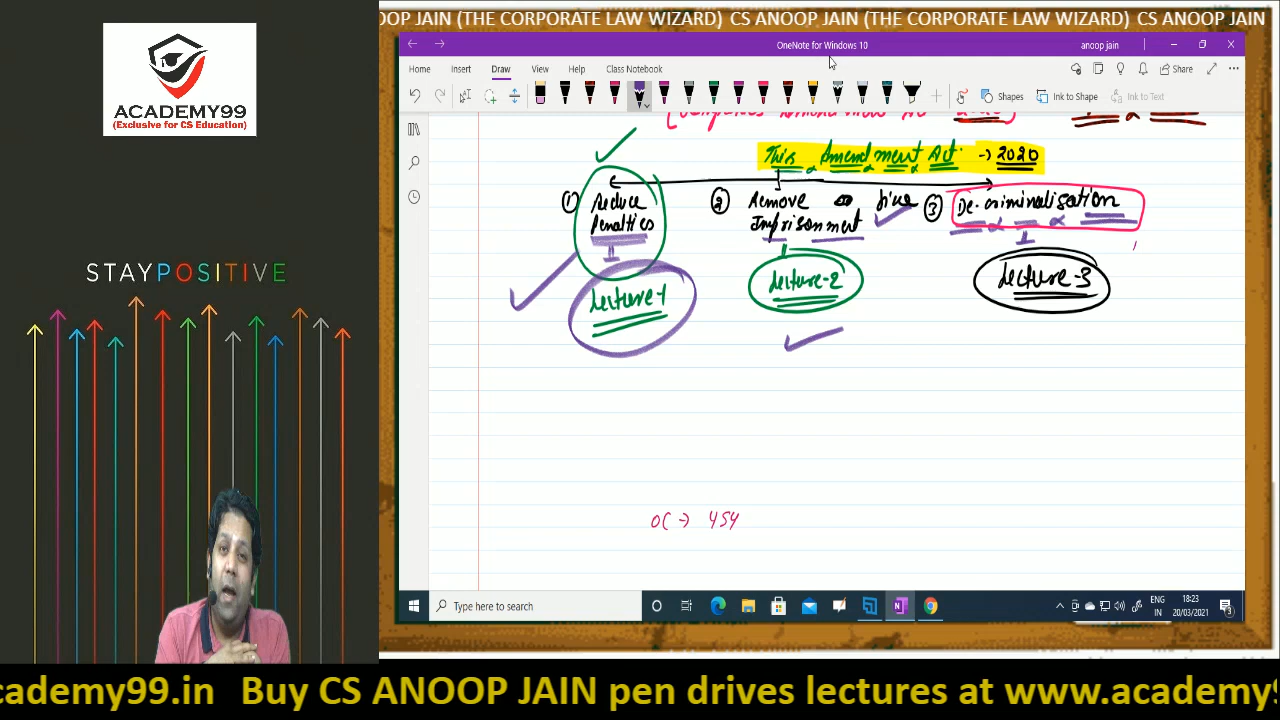 OOP JAIN (THE CORPORATE LAW WIZARD) CS ANOOP JAIN (THE CORPORATE LAW WIZARD) CS ANOOP JAIN
OneNote for Windows 10
anoop jain
Home Insert Draw View Help Class Notebook
Share
Shapes
Ink to Shape
Ink to Text
This Amendment Act → 2020
① Reduce Penalties
② Remove Imprisonment
fine
③ De-criminalisation
Lecture-1
Lecture-2
Lecture-3
OC → 454
ACADEMY99
(Exclusive for CS Education)
STAYPOSITIVE
Type here to search
ENG
IN
18:23
20/03/2021
3
cademy99.in Buy CS ANOOP JAIN pen drives lectures at www.academy9